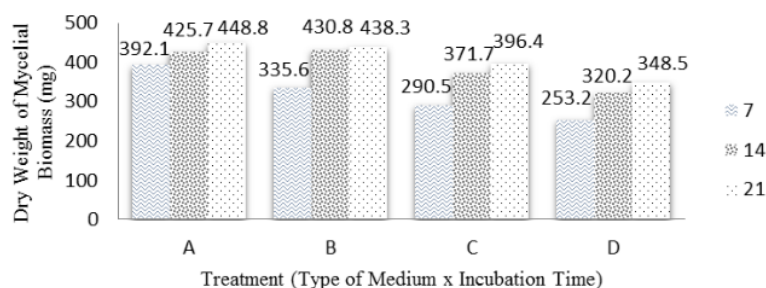 500
400
300
200
100
0
Dry Weight of Mycelial
Biomass (mg)
392.1 425.7 448.8
335.6 430.8 438.3
290.5 371.7 396.4
253.2 320.2 348.5
7
14
21
A B C D
Treatment (Type of Medium x Incubation Time)